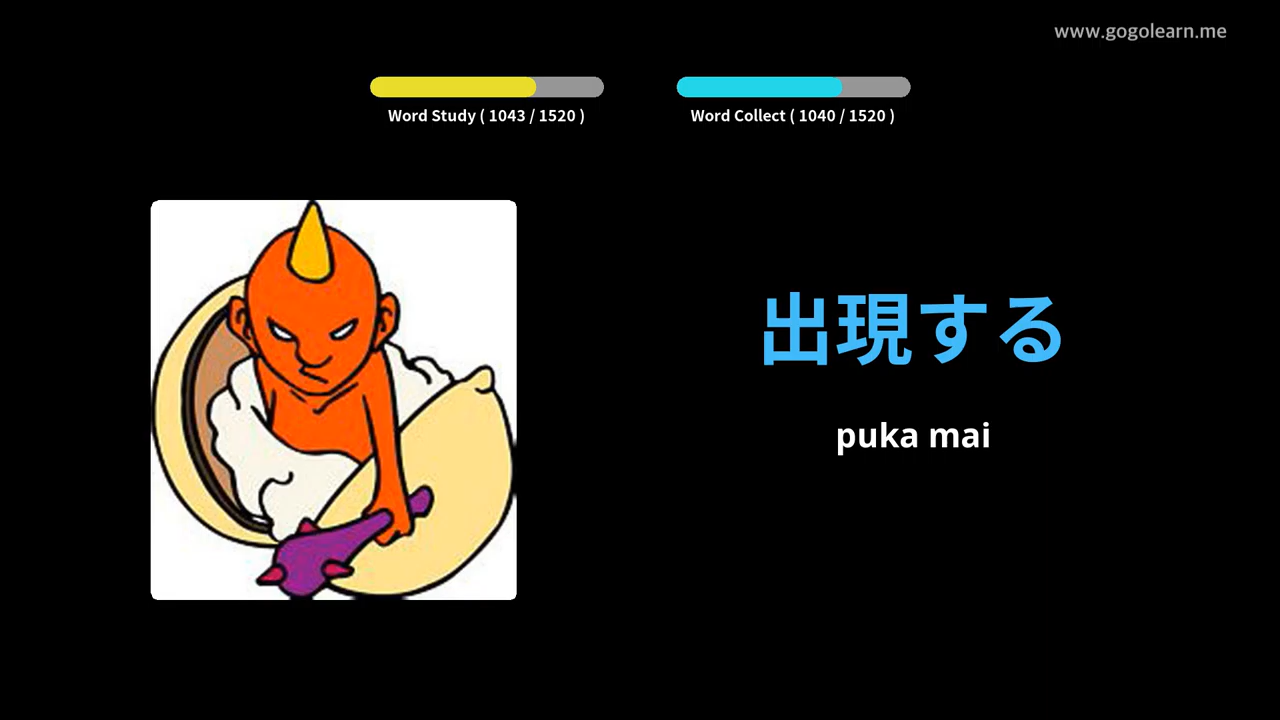 www.gogolearn.me
Word Study ( 1043 / 1520 )
Word Collect ( 1040 / 1520 )
出現する
puka mai